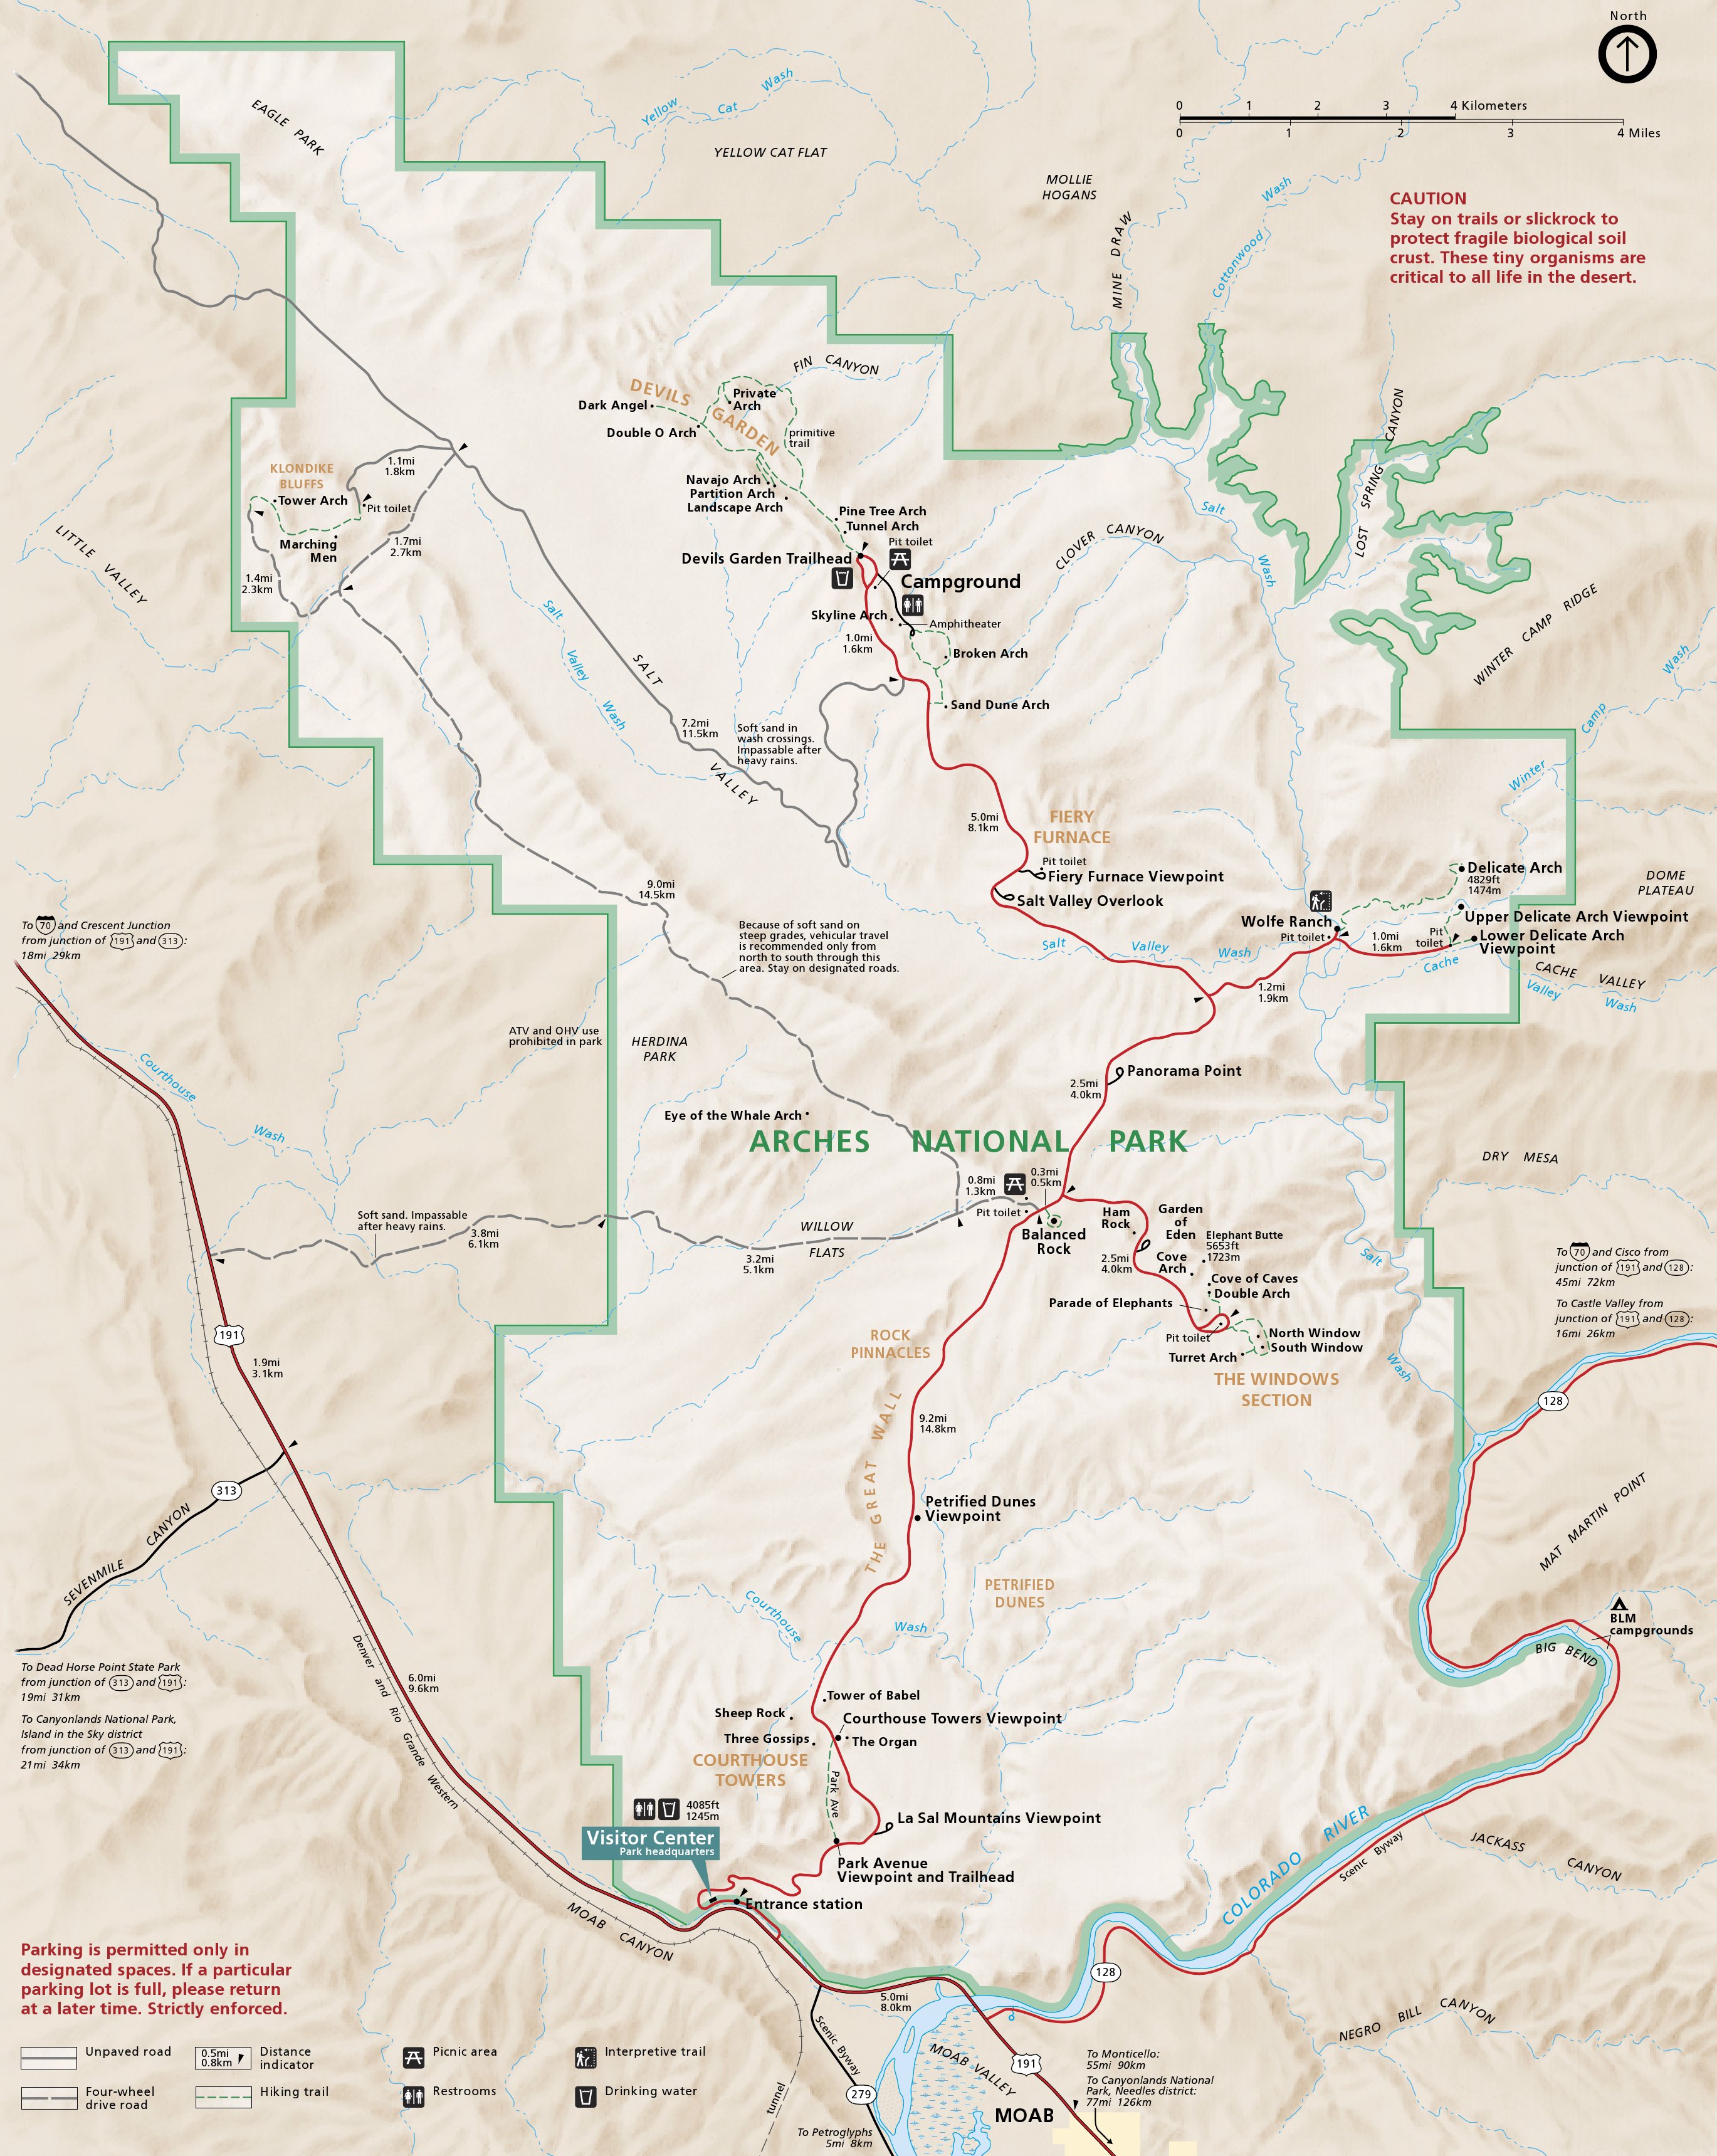 North
0 1 2 3 4 Kilometers
0 1 2 3 4 Miles
CAUTION
Stay on trails or slickrock to
protect fragile biological soil
crust. These tiny organisms are
critical to all life in the desert.
EAGLE PARK
Yellow Cat Wash
YELLOW CAT FLAT
MOLLIE
HOGANS
MINE DRAW
Cottonwood Wash
FIN CANYON
DEVILS GARDEN
Private
Arch
Dark Angel
Double O Arch
primitive
trail
Navajo Arch
Partition Arch
Landscape Arch
Pine Tree Arch
Tunnel Arch
Pit toilet
Devils Garden Trailhead
Campground
Skyline Arch
Amphitheater
1.0mi
1.6km
Broken Arch
Sand Dune Arch
CLOVER CANYON
Salt Wash
LOST SPRING CANYON
WINTER CAMP RIDGE
Winter Camp Wash
KLONDIKE
BLUFFS
1.1mi
1.8km
Tower Arch
Pit toilet
Marching
Men
1.7mi
2.7km
1.4mi
2.3km
LITTLE VALLEY
Salt Valley Wash
SALT VALLEY
7.2mi
11.5km
Soft sand in
wash crossings.
Impassable after
heavy rains.
5.0mi
8.1km
FIERY
FURNACE
Pit toilet
Fiery Furnace Viewpoint
Salt Valley Overlook
9.0mi
14.5km
Because of soft sand on
steep grades, vehicular travel
is recommended only from
north to south through this
area. Stay on designated roads.
Salt Valley Wash
Delicate Arch
4829ft
1474m
DOME
PLATEAU
Upper Delicate Arch Viewpoint
Wolfe Ranch
Pit toilet
1.0mi
1.6km
Pit
toilet
Lower Delicate Arch
Viewpoint
Cache Valley Wash
CACHE VALLEY
1.2mi
1.9km
To 70 and Crescent Junction
from junction of 191 and 313:
18mi 29km
ATV and OHV use
prohibited in park
HERDINA
PARK
Courthouse Wash
Panorama Point
2.5mi
4.0km
Eye of the Whale Arch
ARCHES NATIONAL PARK
DRY MESA
0.8mi
1.3km
0.3mi
0.5km
Pit toilet
Balanced
Rock
Soft sand. Impassable
after heavy rains.
3.8mi
6.1km
WILLOW
FLATS
3.2mi
5.1km
Ham
Rock
Garden
of
Eden
Elephant Butte
5653ft
1723m
2.5mi
4.0km
Cove
Arch
Cove of Caves
Double Arch
Parade of Elephants
Pit toilet
North Window
South Window
Turret Arch
THE WINDOWS
SECTION
Salt Wash
To 70 and Cisco from
junction of 191 and 128:
45mi 72km
To Castle Valley from
junction of 191 and 128:
16mi 26km
128
191
1.9mi
3.1km
ROCK
PINNACLES
THE GREAT WALL
9.2mi
14.8km
313
SEVENMILE CANYON
Petrified Dunes
Viewpoint
PETRIFIED
DUNES
MAT MARTIN POINT
Courthouse Wash
BLM
campgrounds
BIG BEND
To Dead Horse Point State Park
from junction of 313 and 191:
19mi 31km
To Canyonlands National Park,
Island in the Sky district
from junction of 313 and 191:
21mi 34km
Denver and Rio Grande Western
6.0mi
9.6km
Tower of Babel
Sheep Rock
Courthouse Towers Viewpoint
Three Gossips
The Organ
COURTHOUSE
TOWERS
Park Ave
4085ft
1245m
Visitor Center
Park headquarters
La Sal Mountains Viewpoint
Park Avenue
Viewpoint and Trailhead
Entrance station
COLORADO RIVER
Scenic Byway
JACKASS CANYON
MOAB CANYON
128
5.0mi
8.0km
NEGRO BILL CANYON
Scenic Byway
279
tunnel
To Petroglyphs
5mi 8km
MOAB VALLEY
191
MOAB
To Monticello:
55mi 90km
To Canyonlands National
Park, Needles district:
77mi 126km
Parking is permitted only in
designated spaces. If a particular
parking lot is full, please return
at a later time. Strictly enforced.
Unpaved road
0.5mi
0.8km
Distance
indicator
Picnic area
Interpretive trail
Four-wheel
drive road
Hiking trail
Restrooms
Drinking water